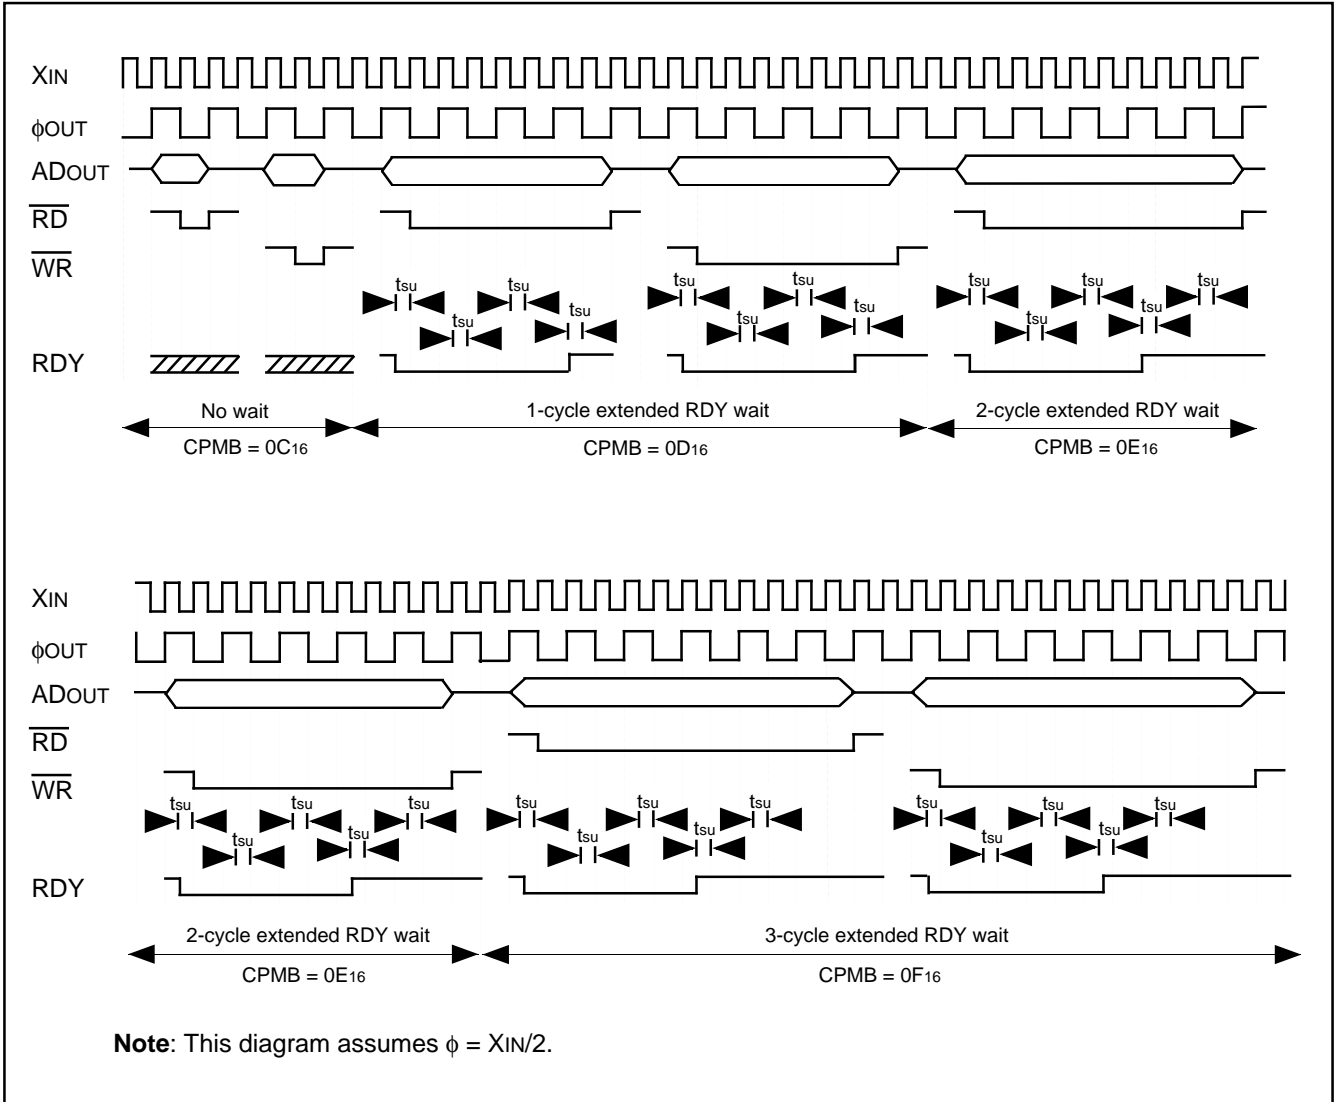 XIN
ϕOUT
ADOUT
RD
WR
tsu tsu tsu tsu tsu tsu tsu
tsu tsu tsu tsu tsu tsu
RDY
No wait
CPMB = 0C16
1-cycle extended RDY wait
CPMB = 0D16
2-cycle extended RDY wait
CPMB = 0E16
XIN
ϕOUT
ADOUT
RD
WR
tsu tsu tsu tsu tsu tsu tsu tsu tsu
tsu tsu tsu tsu tsu tsu
RDY
2-cycle extended RDY wait
CPMB = 0E16
3-cycle extended RDY wait
CPMB = 0F16
Note: This diagram assumes ϕ = XIN/2.